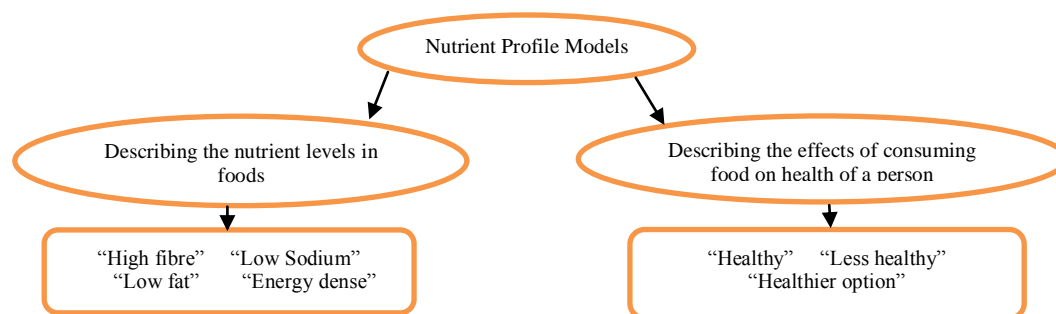 Nutrient Profile Models
Describing the nutrient levels in
foods
Describing the effects of consuming
food on health of a person
“High fibre” “Low Sodium”
“Low fat” “Energy dense”
“Healthy” “Less healthy”
“Healthier option”